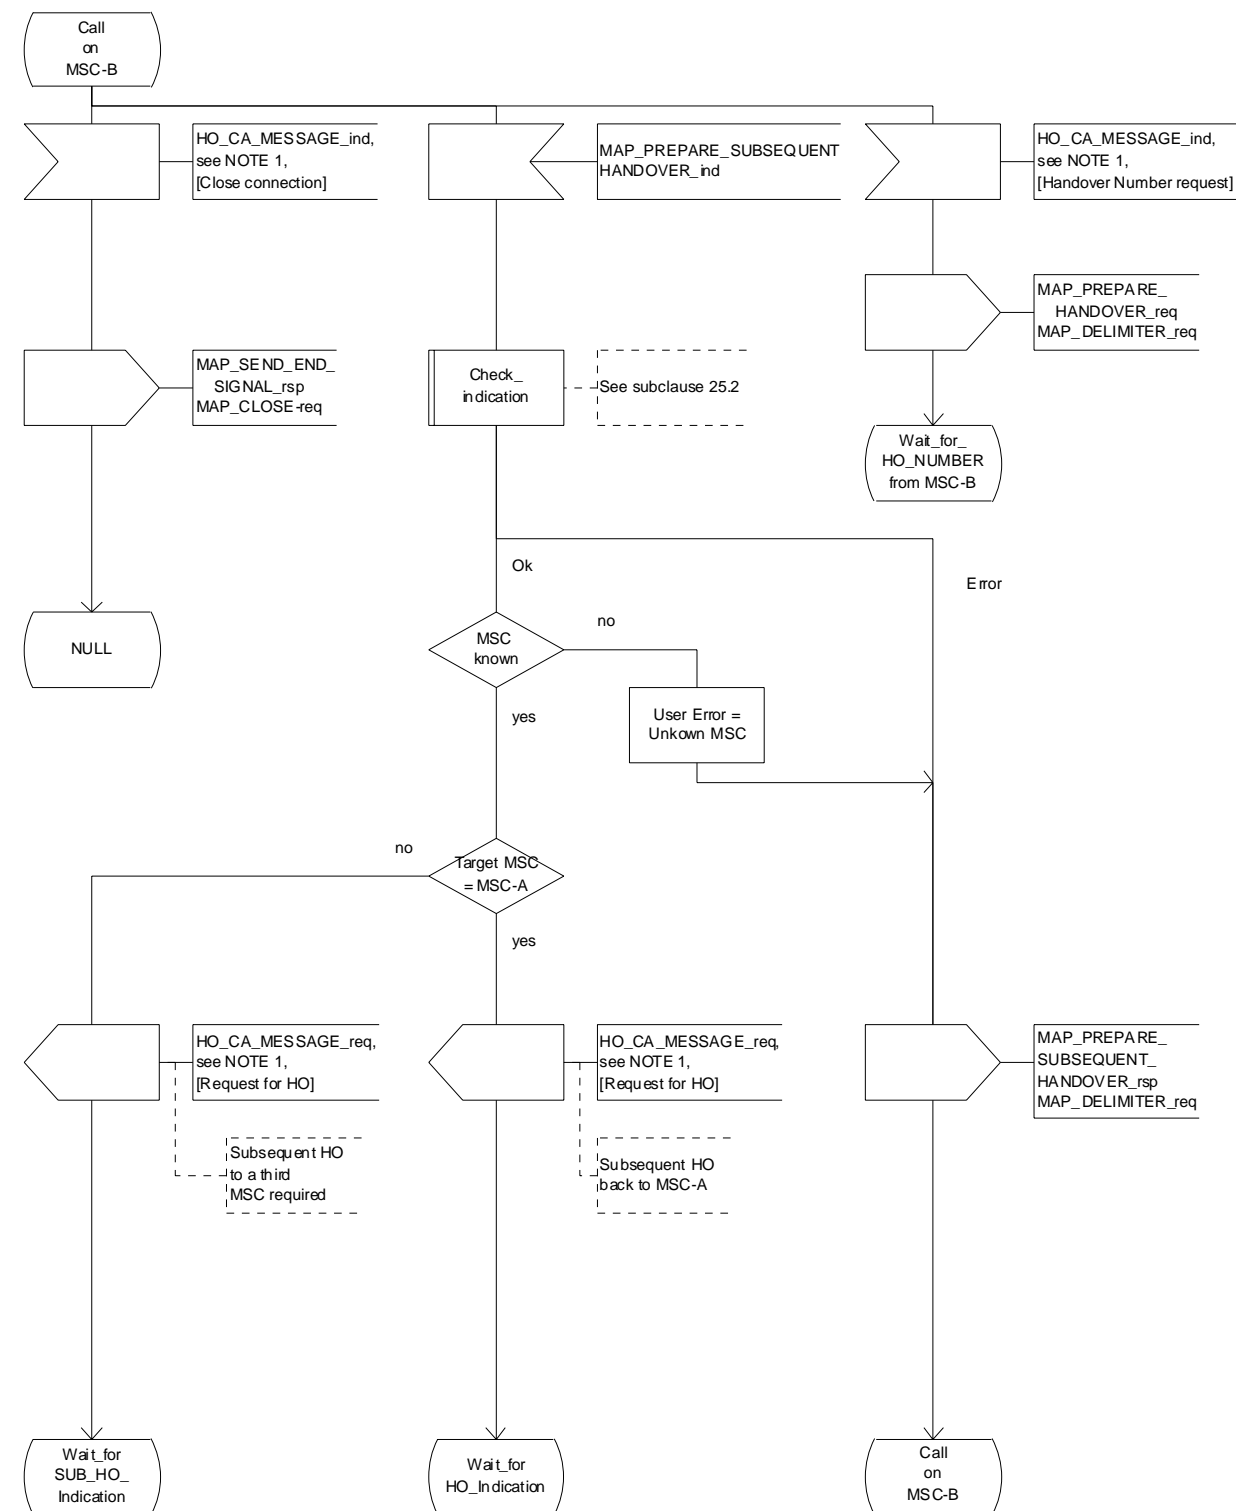 Call
on
MSC-B
HO_CA_MESSAGE_ind,
see NOTE 1,
[Close connection]
MAP_PREPARE_SUBSEQUENT
HANDOVER_ind
HO_CA_MESSAGE_ind,
see NOTE 1,
[Handover Number request]
MAP_PREPARE_
HANDOVER_req
MAP_DELIMITER_req
MAP_SEND_END_
SIGNAL_rsp
MAP_CLOSE-req
Check_
indication
See subclause 25.2
Wait_for_
HO_NUMBER
from MSC-B
Ok
Error
NULL
MSC
known
no
yes
User Error =
Unkown MSC
no
Target MSC
= MSC-A
yes
HO_CA_MESSAGE_req,
see NOTE 1,
[Request for HO]
HO_CA_MESSAGE_req,
see NOTE 1,
[Request for HO]
MAP_PREPARE_
SUBSEQUENT_
HANDOVER_rsp
MAP_DELIMITER_req
Subsequent HO
to a third
MSC required
Subsequent HO
back to MSC-A
Wait_for
SUB_HO_
Indication
Wait_for
HO_Indication
Call
on
MSC-B